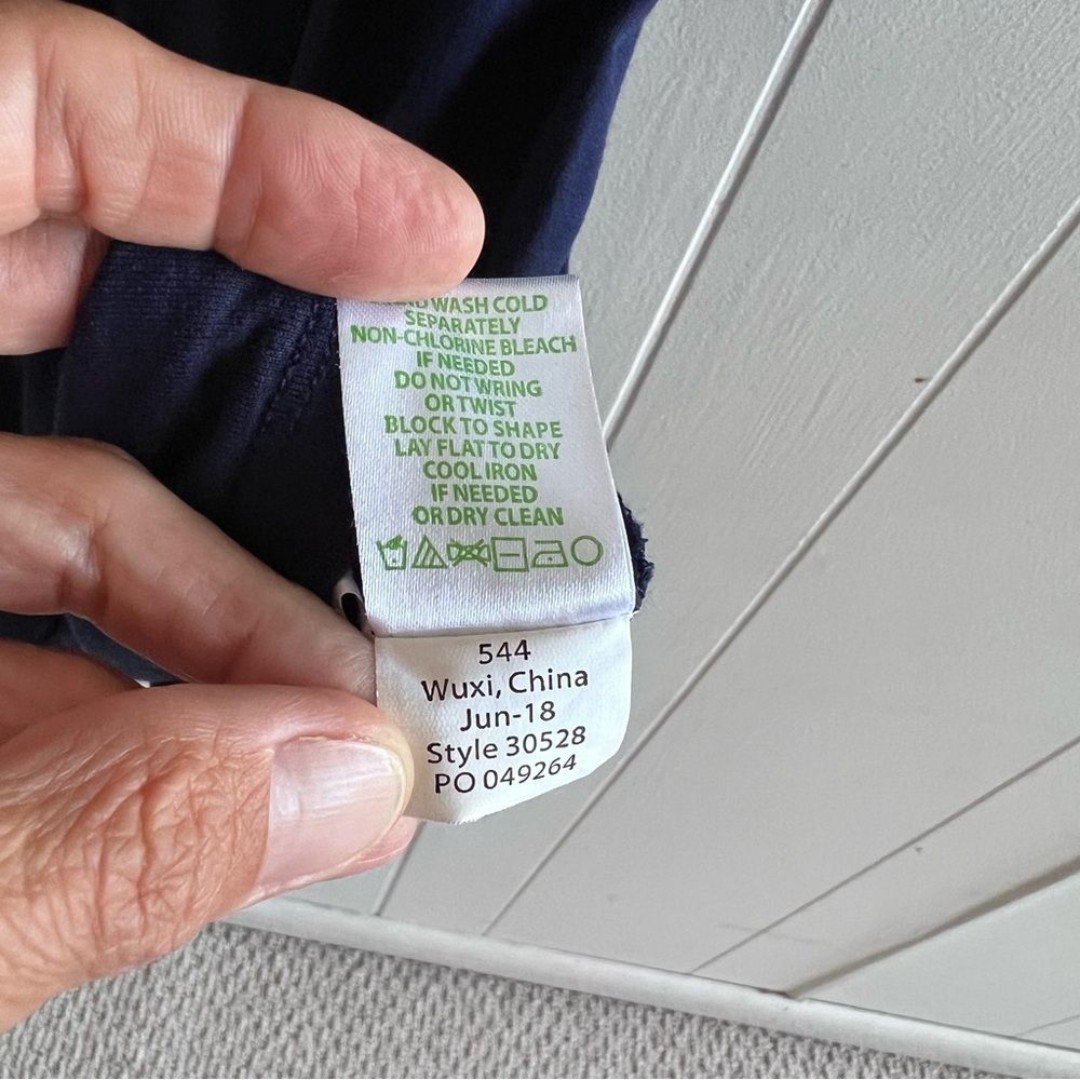 WASH COLD
SEPARATELY
NON-CHLORINE BLEACH
IF NEEDED
DO NOT WRING
OR TWIST
BLOCK TO SHAPE
LAY FLAT TO DRY
COOL IRON
IF NEEDED
OR DRY CLEAN
544
Wuxi, China
Jun-18
Style 30528
PO 049264